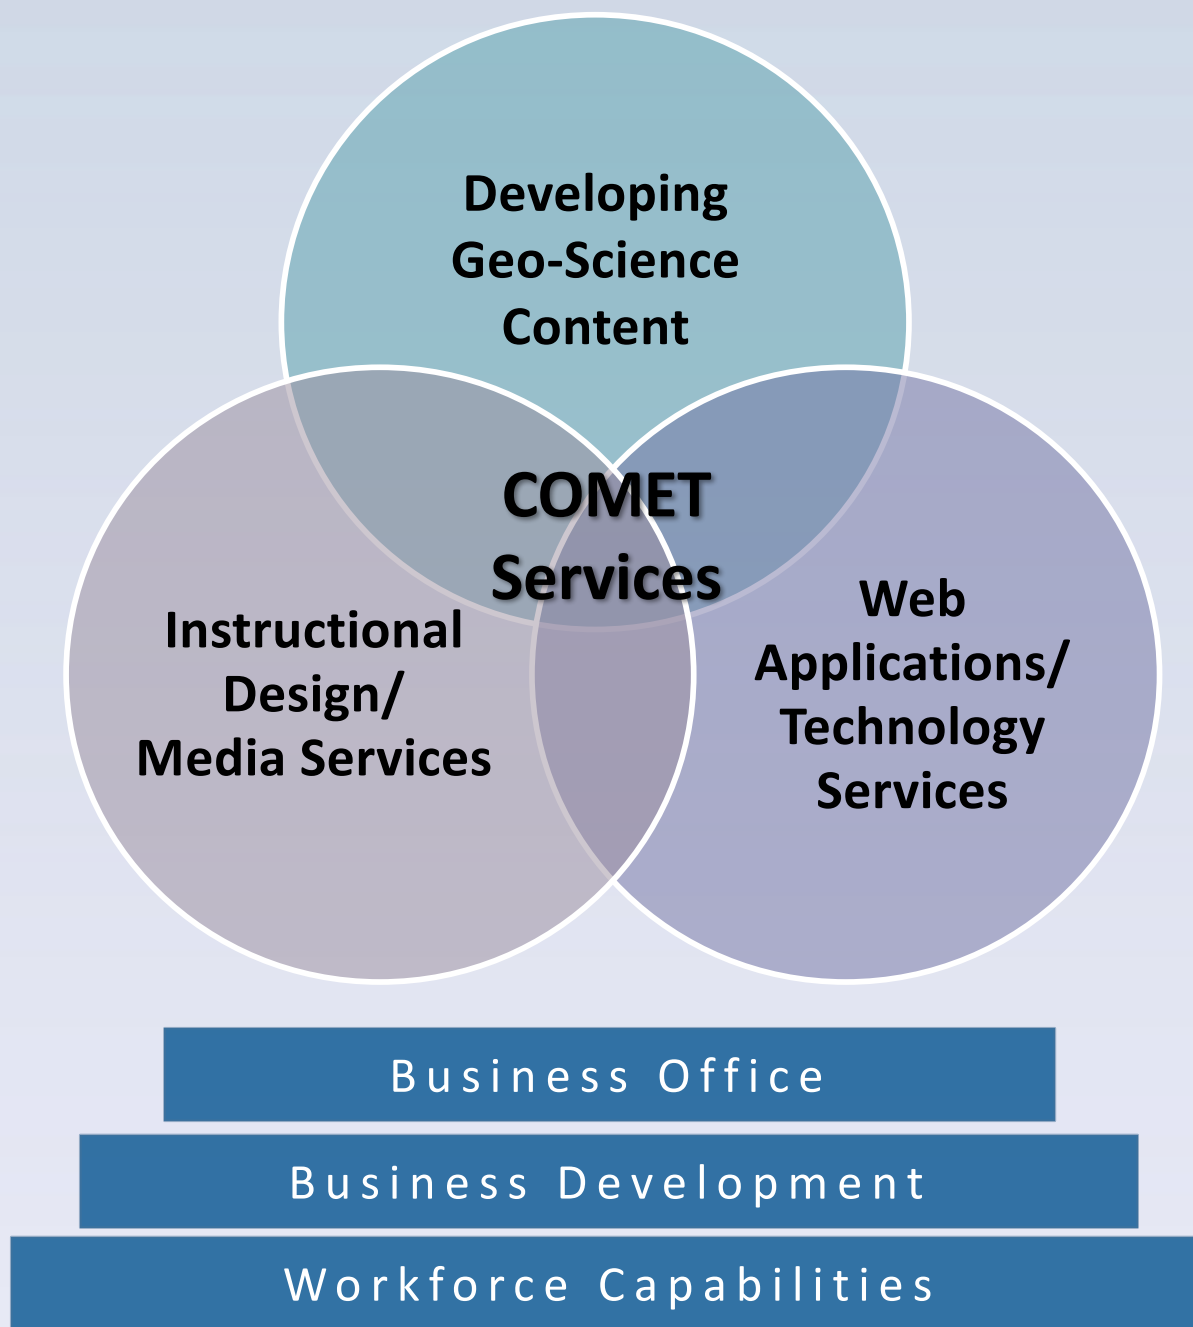 Developing
Geo-Science
Content
COMET
Services
Instructional
Design/
Media Services
Web
Applications/
Technology
Services
Business Office
Business Development
Workforce Capabilities